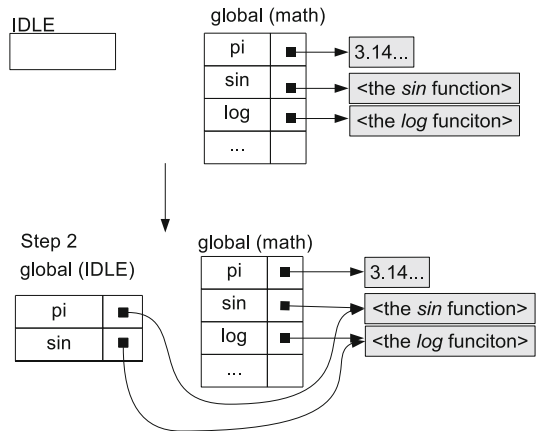 IDLE
global (math)
pi
3.14...
sin
<the sin function>
log
<the log funciton>
...
Step 2
global (IDLE)
pi
sin
global (math)
pi
3.14...
sin
<the sin function>
log
<the log funciton>
...